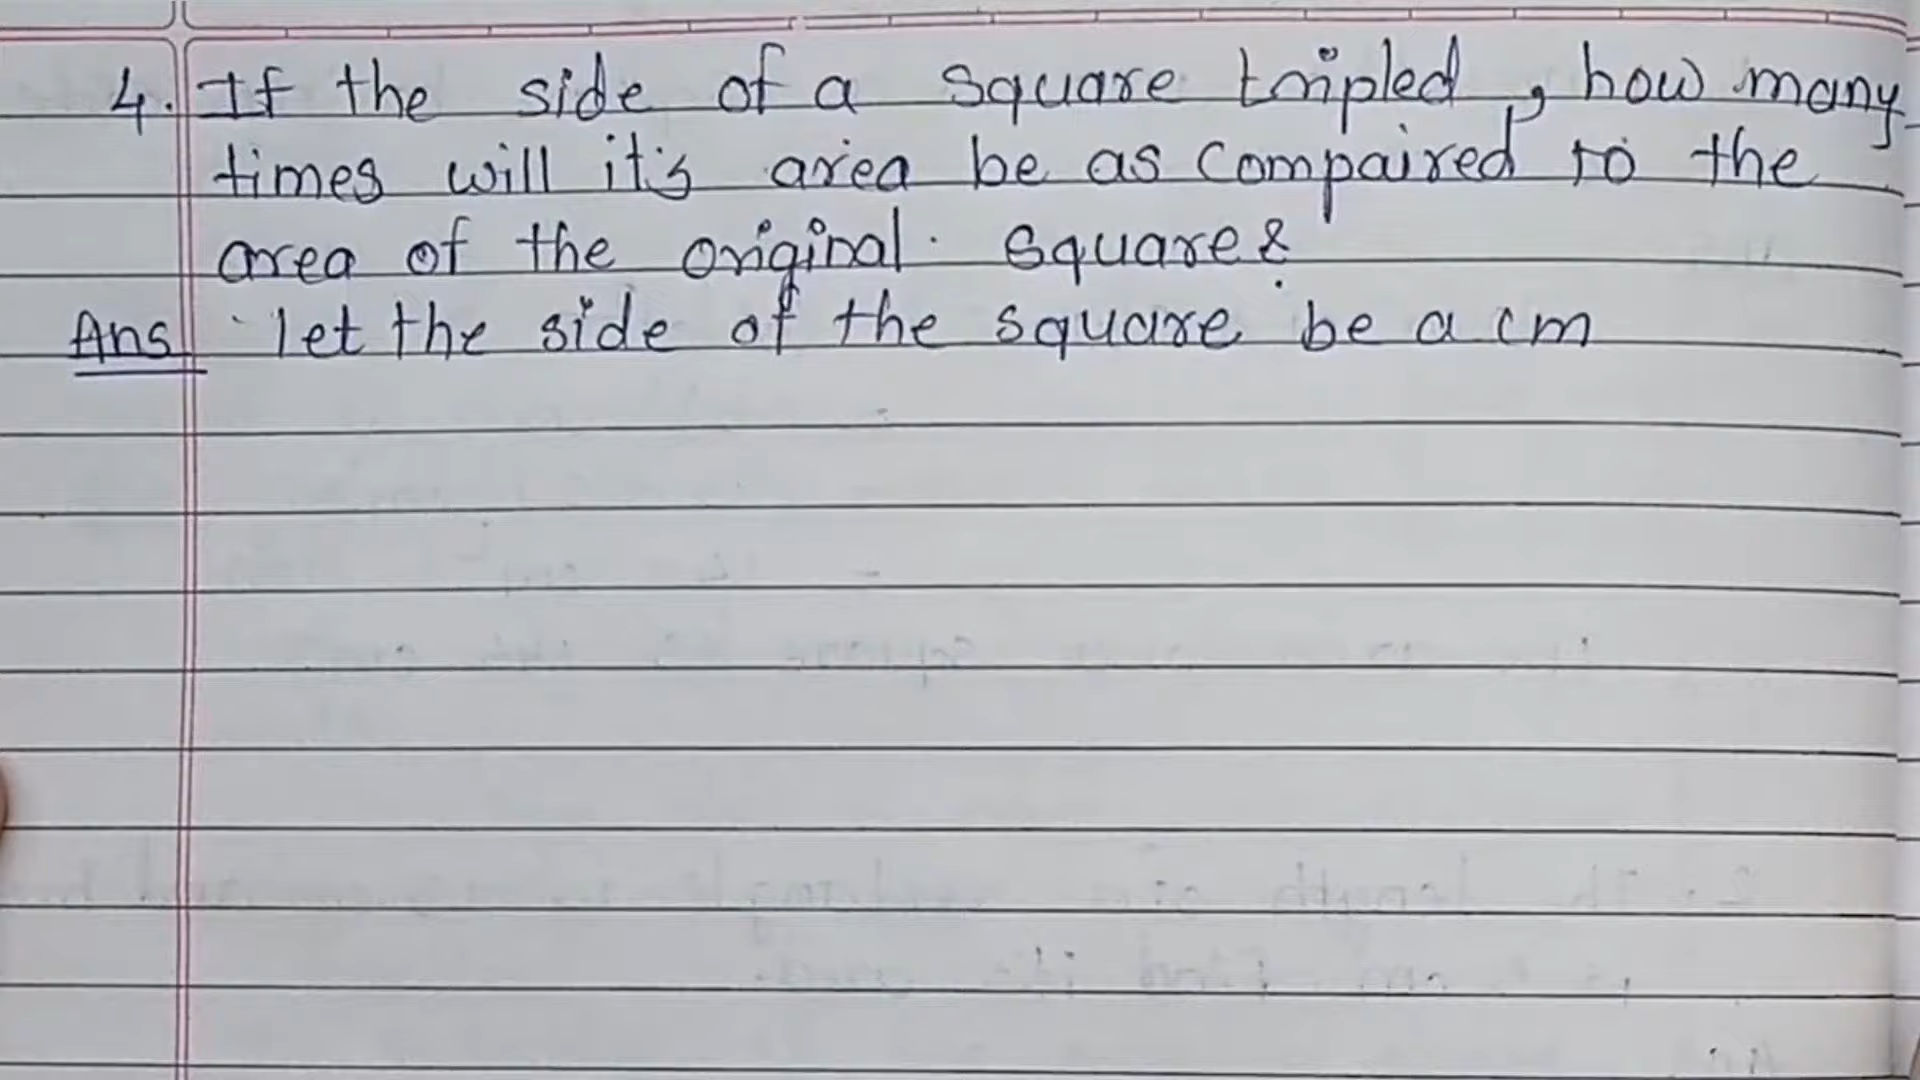 4. If the side of a square tripled, how many
times will it's area be as compaired to the
area of the original square?
Ans let the side of the square be a cm